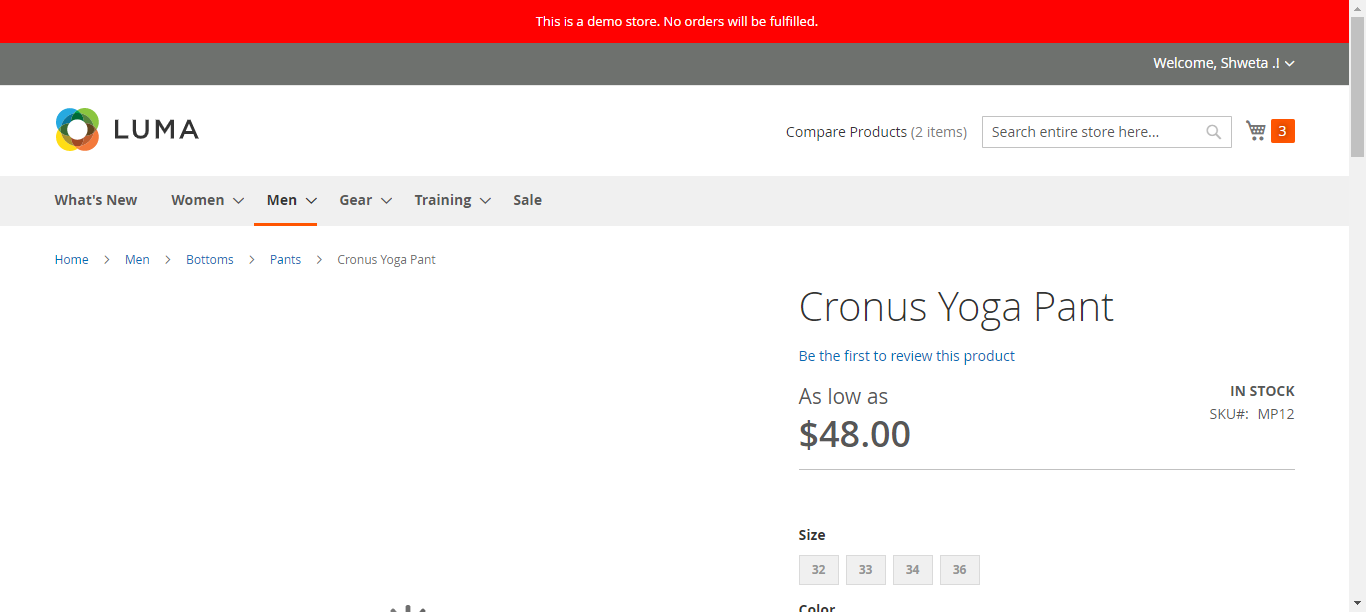 This is a demo store. No orders will be fulfilled.
Welcome, Shweta .!
LUMA
Compare Products (2 items)
Search entire store here...
3
What's New Women Men Gear Training Sale
Home Men Bottoms Pants Cronus Yoga Pant
Cronus Yoga Pant
Be the first to review this product
As low as
$48.00
IN STOCK
SKU#: MP12
Size
32 33 34 36
Color